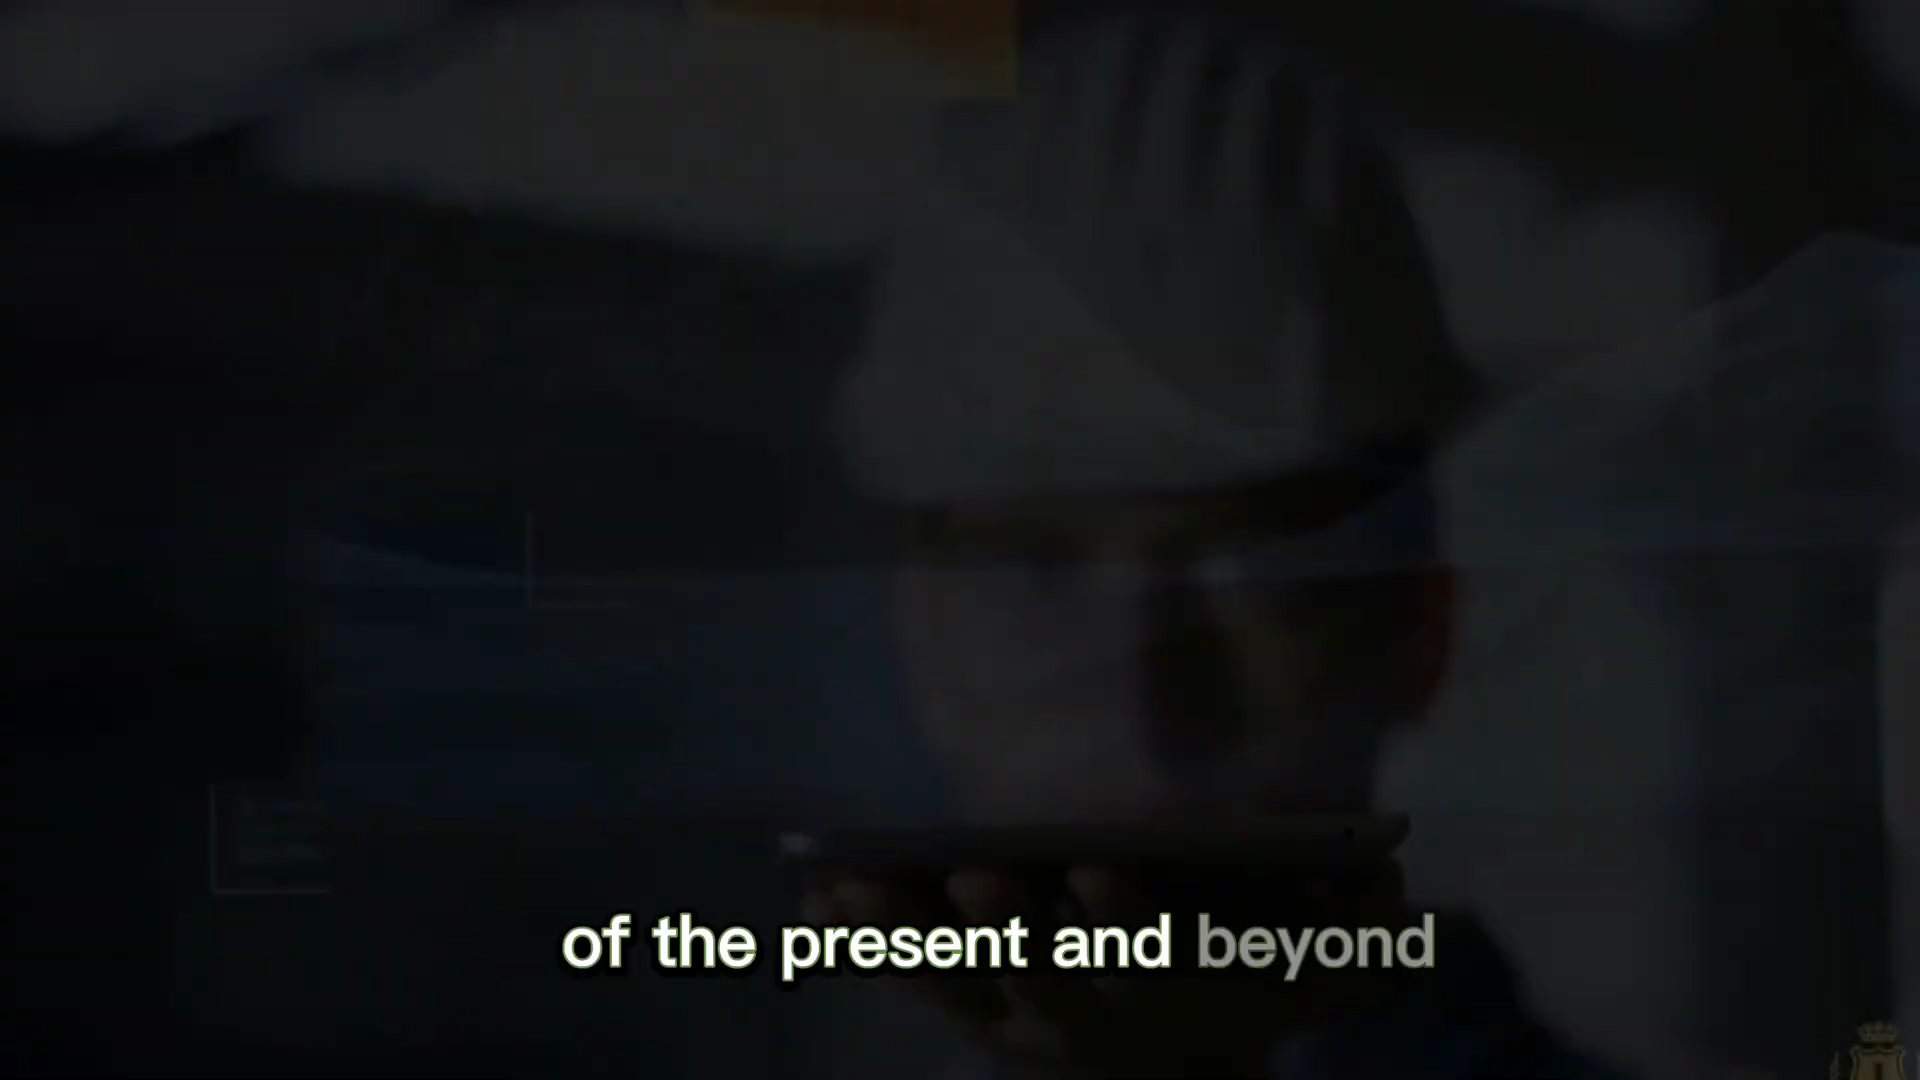 of the present and beyond